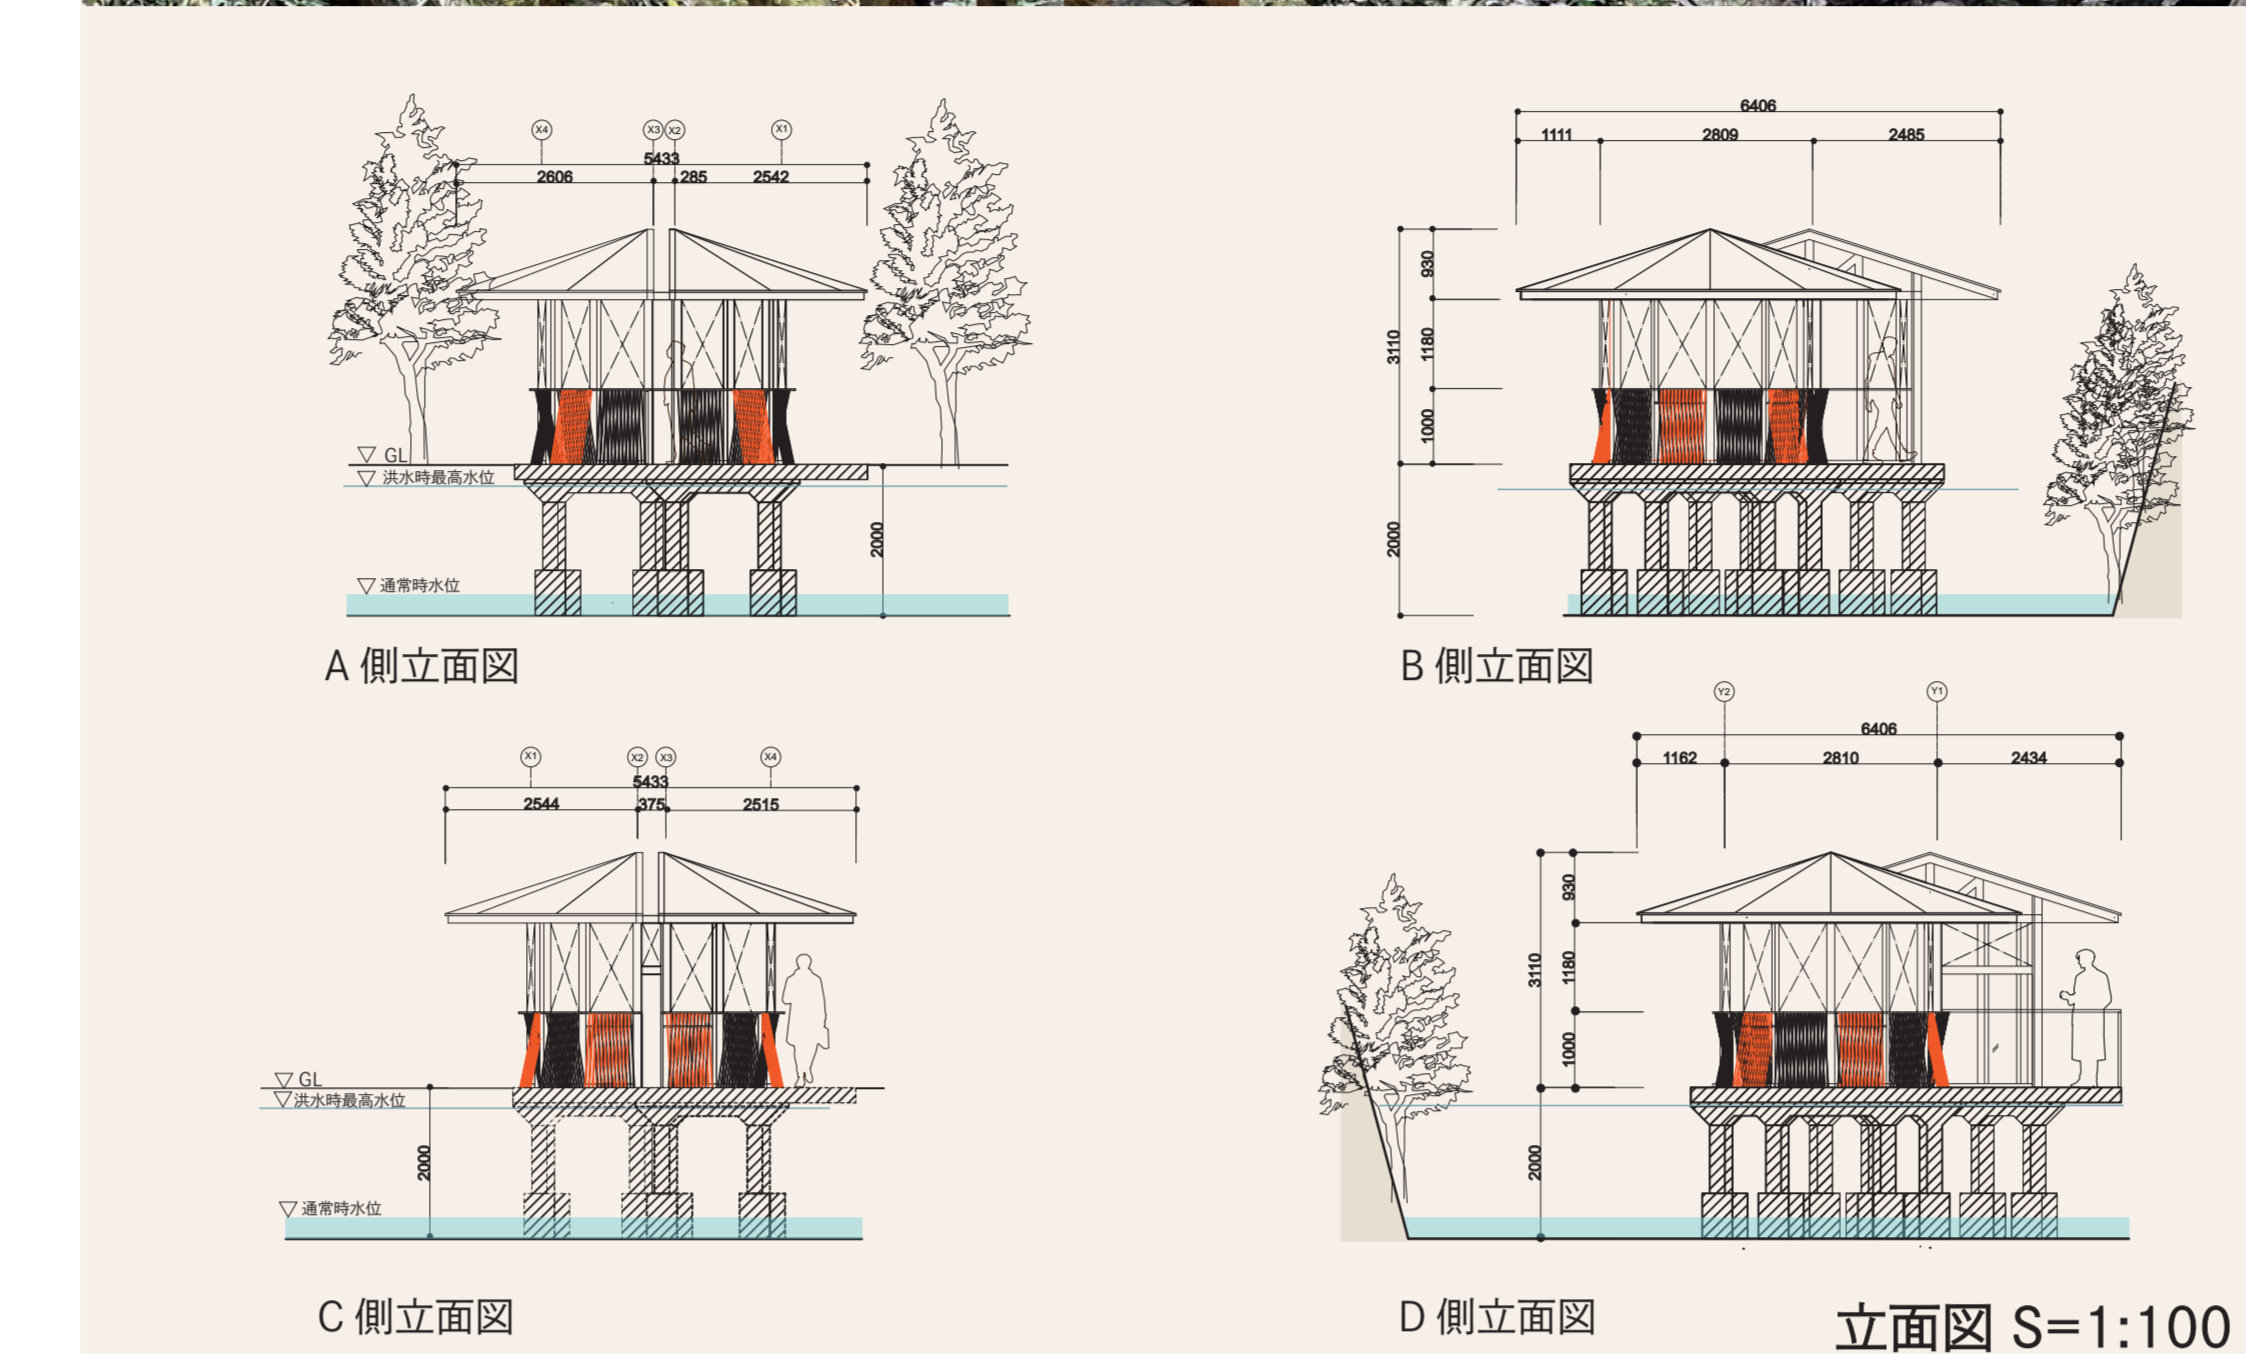 X4 X3 X2 X1
5433
2606 285 2542
GL
洪水時最高水位
2000
通常時水位
A 側立面図
6406
1111 2809 2485
930
3110 1180
1000
2000
B 側立面図
X1 X2 X3 X4
5433
2544 375 2515
GL
洪水時最高水位
2000
通常時水位
C 側立面図
Y2 Y1
6406
1162 2810 2434
930
3110 1180
1000
2000
D 側立面図
立面図 S=1:100